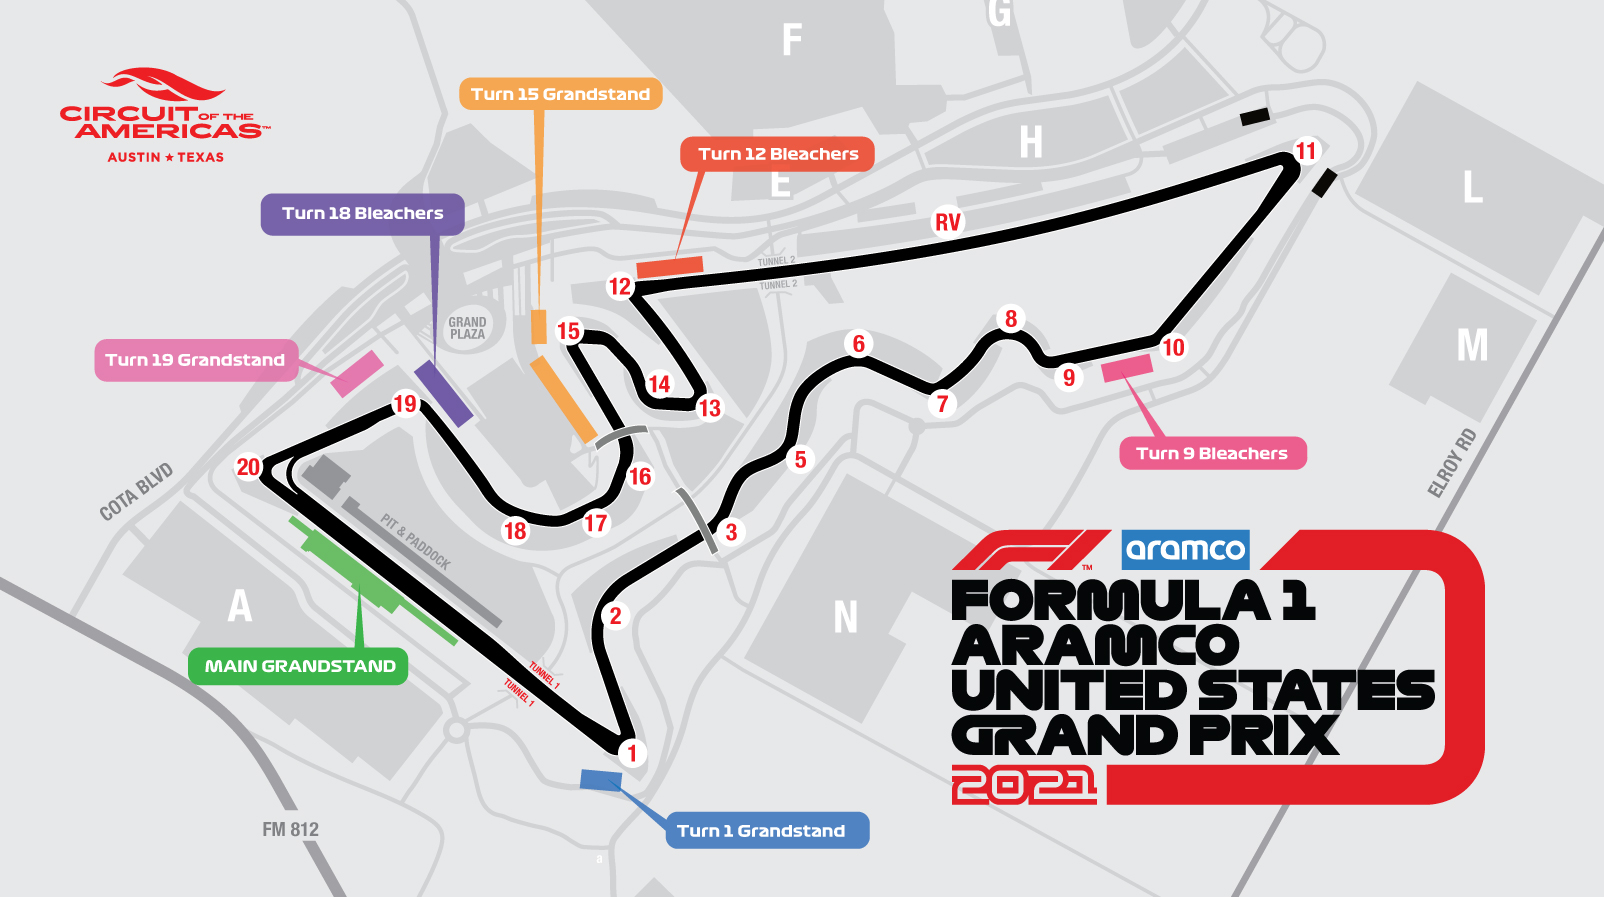 F
G
Turn 15 Grandstand
CIRCUIT OF THE
AMERICAS™
AUSTIN ★ TEXAS
H
Turn 12 Bleachers
E
11
L
Turn 18 Bleachers
RV
TUNNEL 2
TUNNEL 2
12
GRAND
PLAZA
15
8
6
10
M
Turn 19 Grandstand
14
9
19
13
7
Turn 9 Bleachers
5
20
16
COTA BLVD
ELROY RD
18
17
3
PIT & PADDOCK
A
2
N
aramco
™
FORMULA 1
ARAMCO
UNITED STATES
GRAND PRIX
2021
MAIN GRANDSTAND
TUNNEL 1
TUNNEL 1
1
FM 812
Turn 1 Grandstand
a